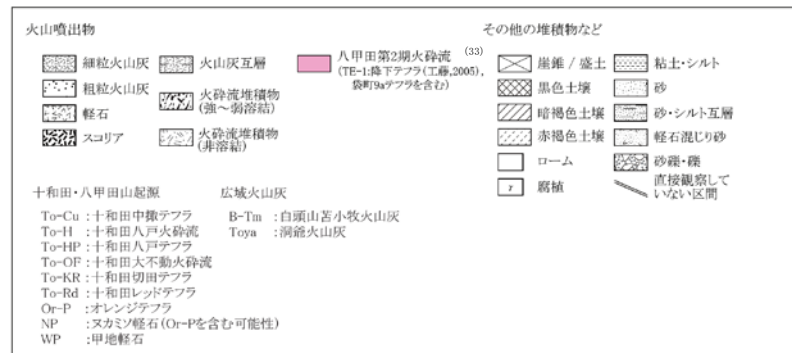 火山噴出物
細粒火山灰
粗粒火山灰
軽石
スコリア
火山灰互層
火砕流堆積物
(強～弱溶結)
火砕流堆積物
(非溶結)
八甲田第2期火砕流 (33)
(TE-1:降下テフラ(工藤,2005),
袋町9aテフラを含む)
その他の堆積物など
崖錐 / 盛土
黒色土壌
暗褐色土壌
赤褐色土壌
ローム
r 腐植
粘土・シルト
砂
砂・シルト互層
軽石混じり砂
砂礫・礫
直接観察して
いない区間
十和田・八甲田山起源
To-Cu :十和田中掫テフラ
To-H :十和田八戸火砕流
To-HP :十和田八戸テフラ
To-OF :十和田大不動火砕流
To-KR :十和田切田テフラ
To-Rd :十和田レッドテフラ
Or-P :オレンジテフラ
NP :ヌカミソ軽石(Or-Pを含む可能性)
WP :甲地軽石
広域火山灰
B-Tm :白頭山苫小牧火山灰
Toya :洞爺火山灰